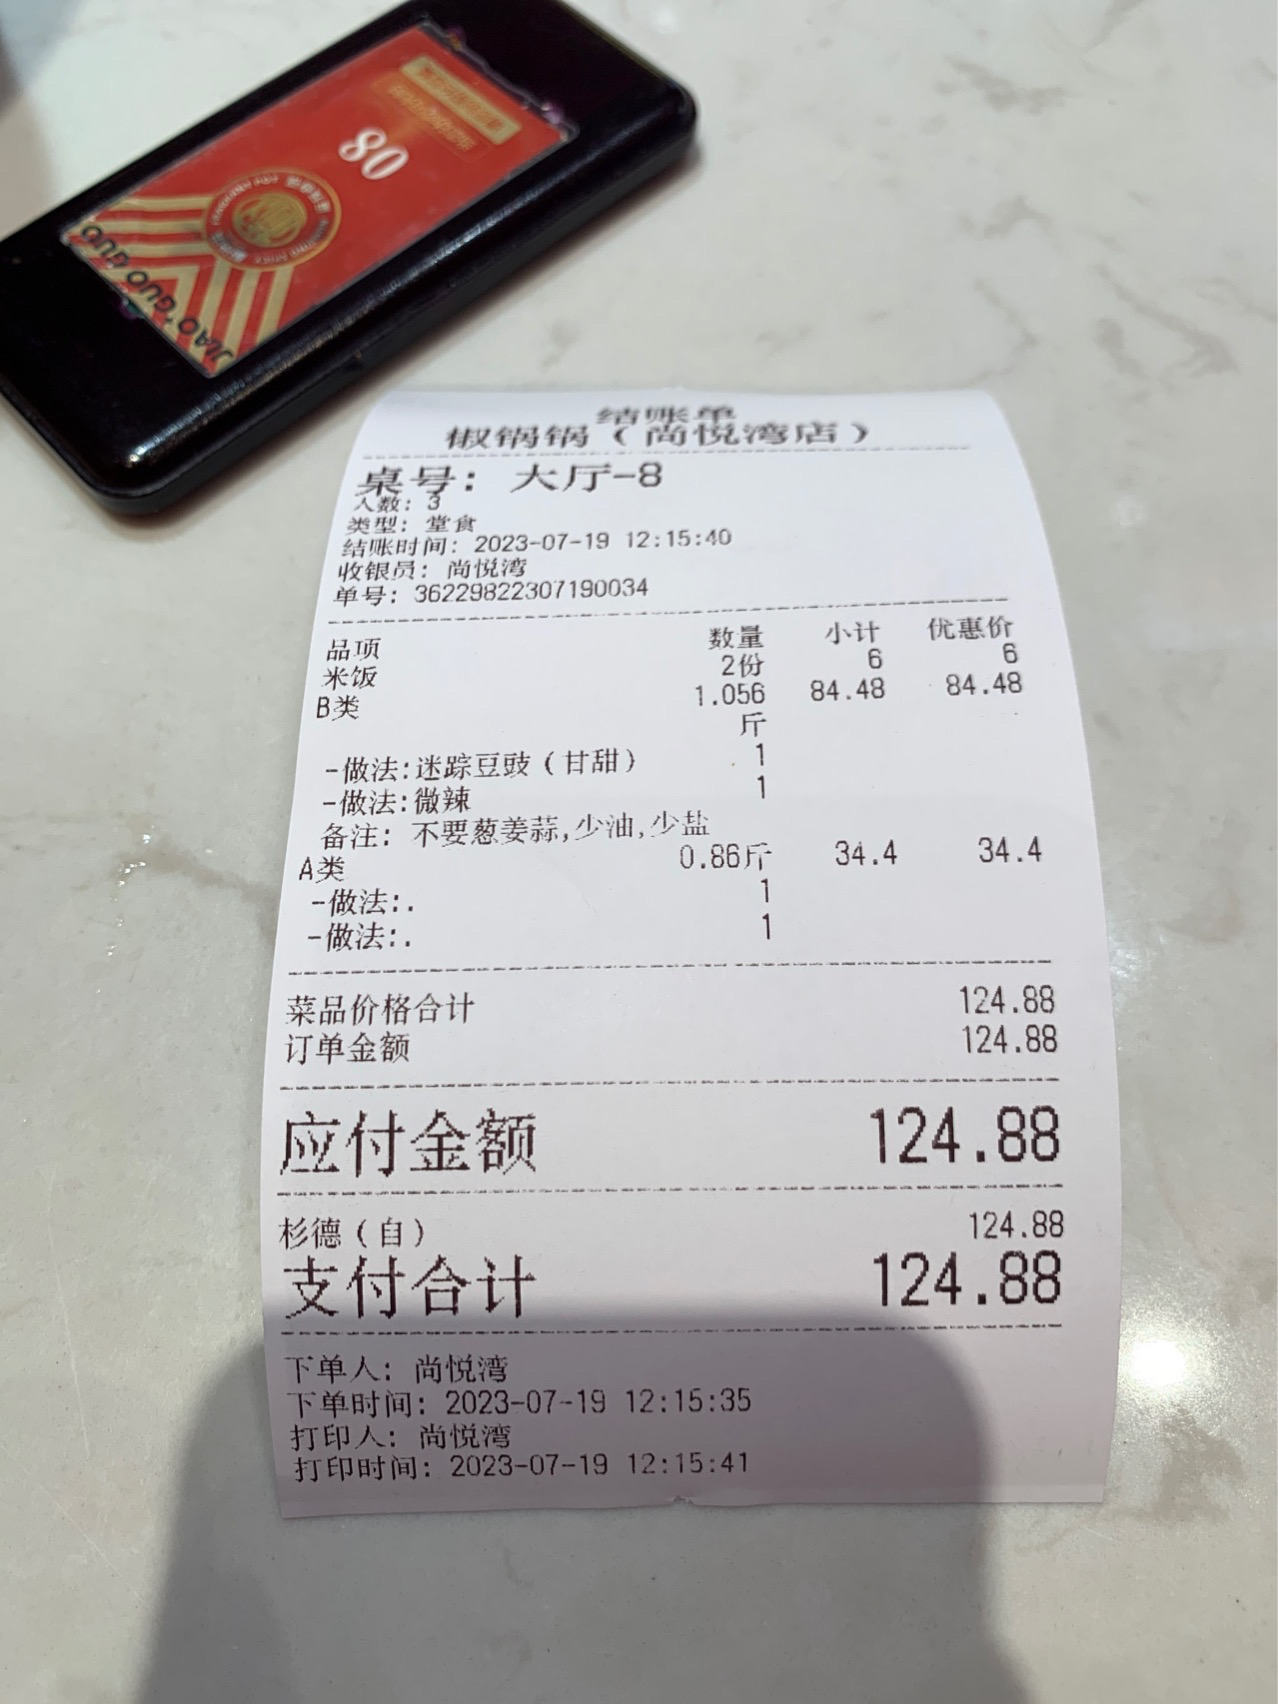 80
JIAO GUO GUO
结账单
椒锅锅（尚悦湾店）
桌号：大厅-8
人数：3
类型：堂食
结账时间：2023-07-19 12:15:40
收银员：尚悦湾
单号：36229822307190034
品项 数量 小计 优惠价
米饭 2份 6 6
B类 1.056 84.48 84.48
斤
-做法:迷踪豆豉（甘甜） 1
-做法:微辣 1
备注：不要葱姜蒜,少油,少盐
A类 0.86斤 34.4 34.4
-做法:. 1
-做法:. 1
菜品价格合计 124.88
订单金额 124.88
应付金额 124.88
杉德（自） 124.88
支付合计 124.88
下单人：尚悦湾
下单时间：2023-07-19 12:15:35
打印人：尚悦湾
打印时间：2023-07-19 12:15:41